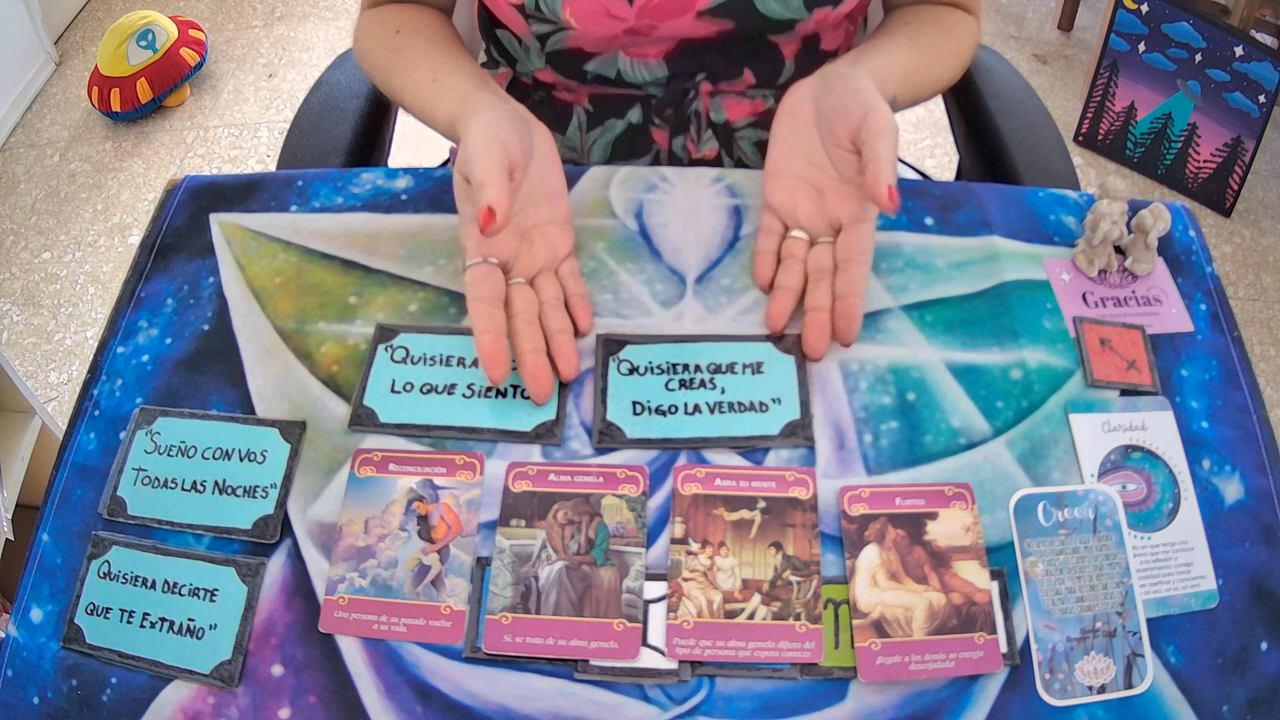 "QUISIERA
LO QUE SIENTO
"QUISIERA QUE ME
CREAS,
DIGO LA VERDAD"
"SUEÑO CON VOS
TODAS LAS NOCHES"
QUISIERA DECIRTE
QUE TE EXTRAÑO"
RECONCILIACIÓN
Una persona de su pasado vuelve
a su vida.
ALMA GEMELA
Sí, se trata de su alma gemela.
ABRA SU MENTE
Puede que su alma gemela difiera del
tipo de persona que espera conocer.
FLIRTEO
¡Regale a los demás su energía
desenfadada!
Gracias
Claridad
Creer